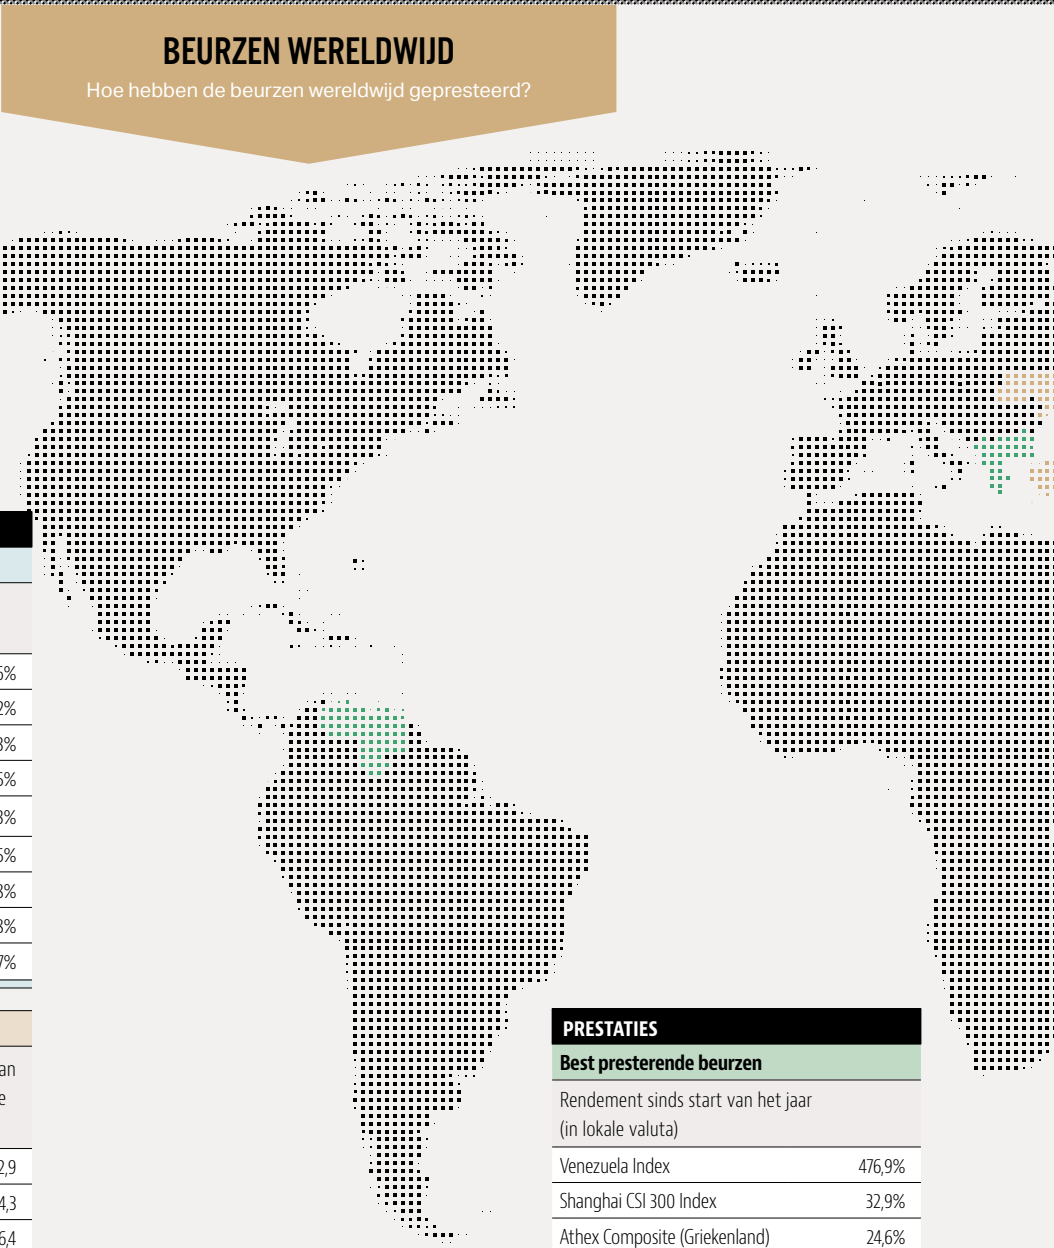 BEURZEN WERELDWIJD
Hoe hebben de beurzen wereldwijd gepresteerd?
PRESTATIES
Best presterende beurzen
Rendement sinds start van het jaar
(in lokale valuta)
Venezuela Index 476,9%
Shanghai CSI 300 Index 32,9%
Athex Composite (Griekenland) 24,6%